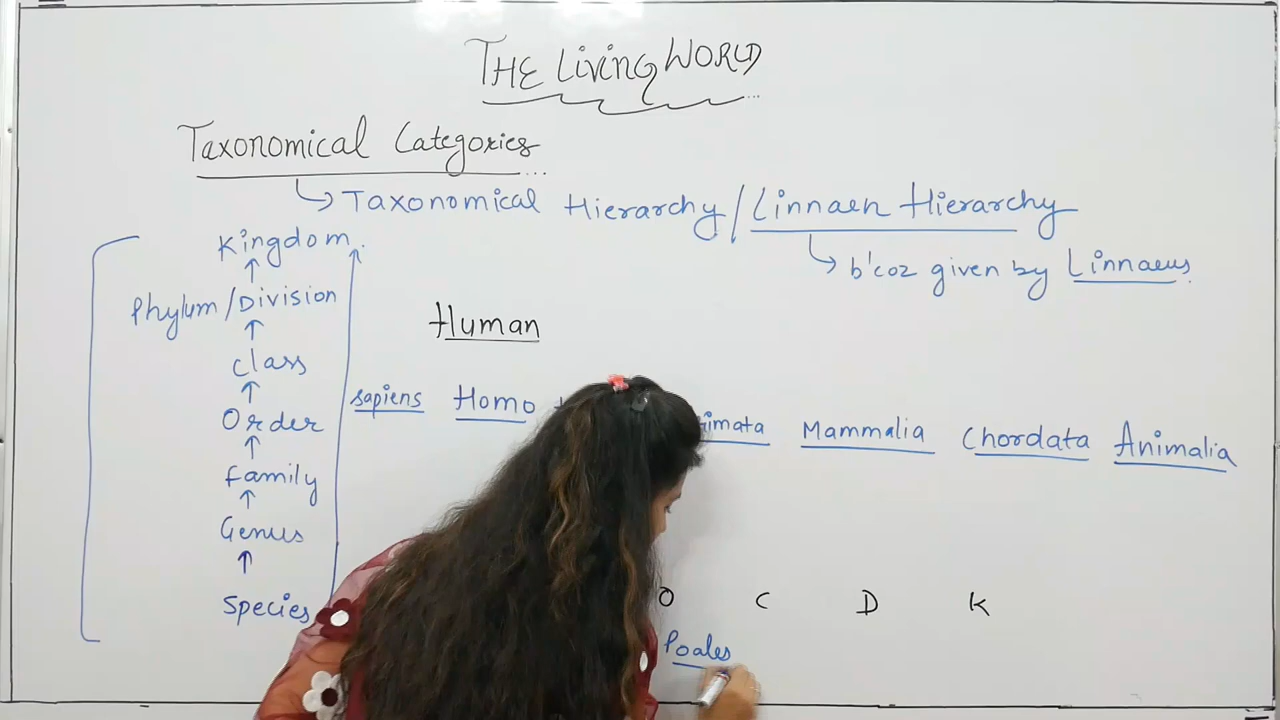 THE LIVING WORLD
Taxonomical Categories...
Taxonomical Hierarchy/Linnaen Hierarchy
b'coz given by Linnaeus.
Kingdom.
Phylum/Division
Class
Order
Family
Genus
Species
Human
sapiens Homo Mammalia Chordata Animalia
O C D K
Poales